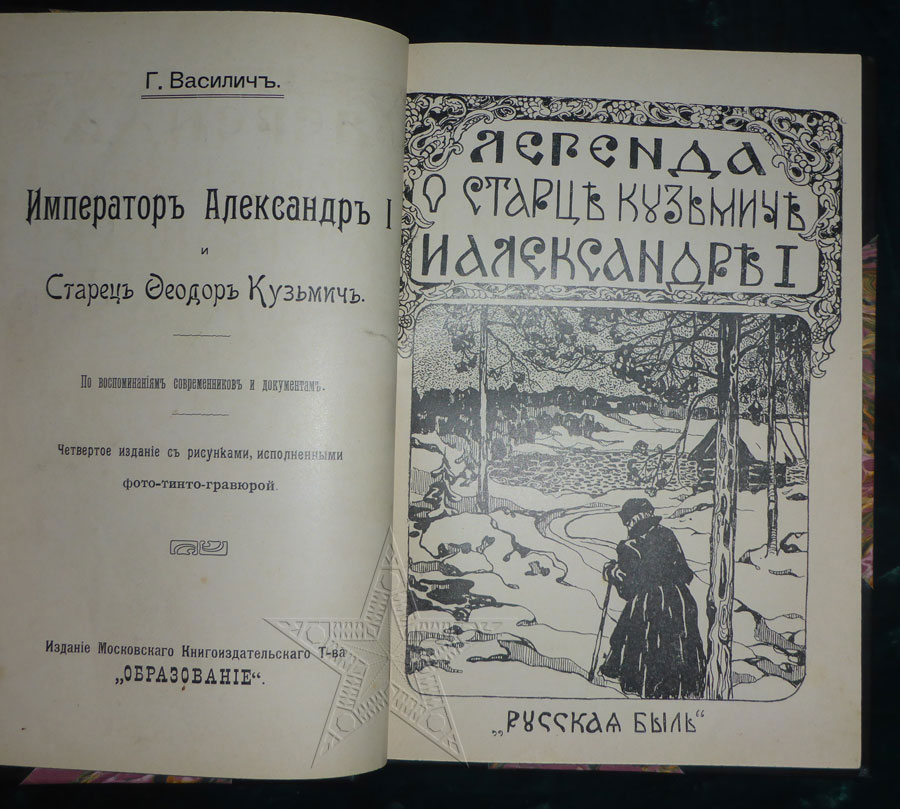 Г. Василичъ.
Императоръ Александръ I
и
Старецъ Ѳеодоръ Кузьмичъ.
По воспоминаніямъ современниковъ и документамъ.
Четвертое изданіе съ рисунками, исполненными
фото-тинто-гравюрой.
Изданіе Московскаго Книгоиздательскаго Т-ва
„ОБРАЗОВАНІЕ“.
ЛЕГЕНДА
О СТАРЦѢ КУЗЬМИЧѢ
И АЛЕКСАНДРѢ I
„РУССКАЯ БЫЛЬ“